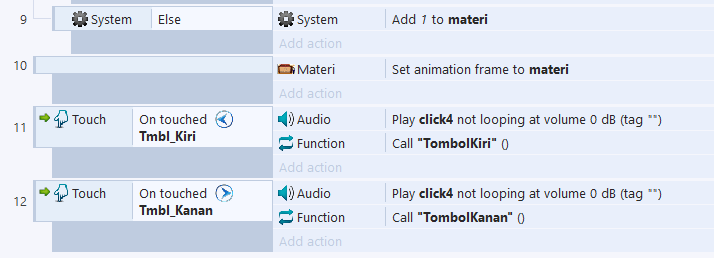 9 System Else System Add 1 to materi
Add action
10 Materi Set animation frame to materi
Add action
11 Touch On touched Audio Play click4 not looping at volume 0 dB (tag "")
Tmbl_Kiri Function Call "TombolKiri" ()
Add action
12 Touch On touched Audio Play click4 not looping at volume 0 dB (tag "")
Tmbl_Kanan Function Call "TombolKanan" ()
Add action